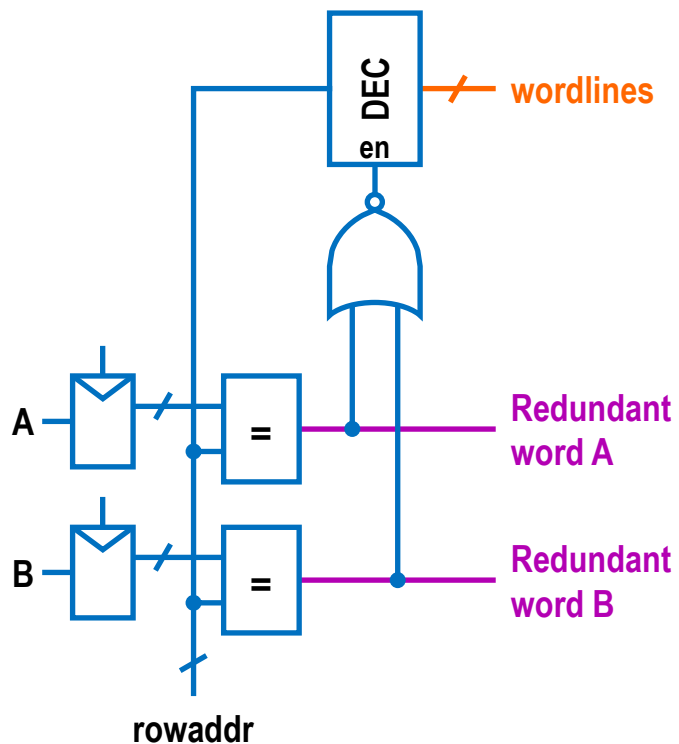 DEC
en
wordlines
A
=
Redundant
word A
B
=
Redundant
word B
rowaddr